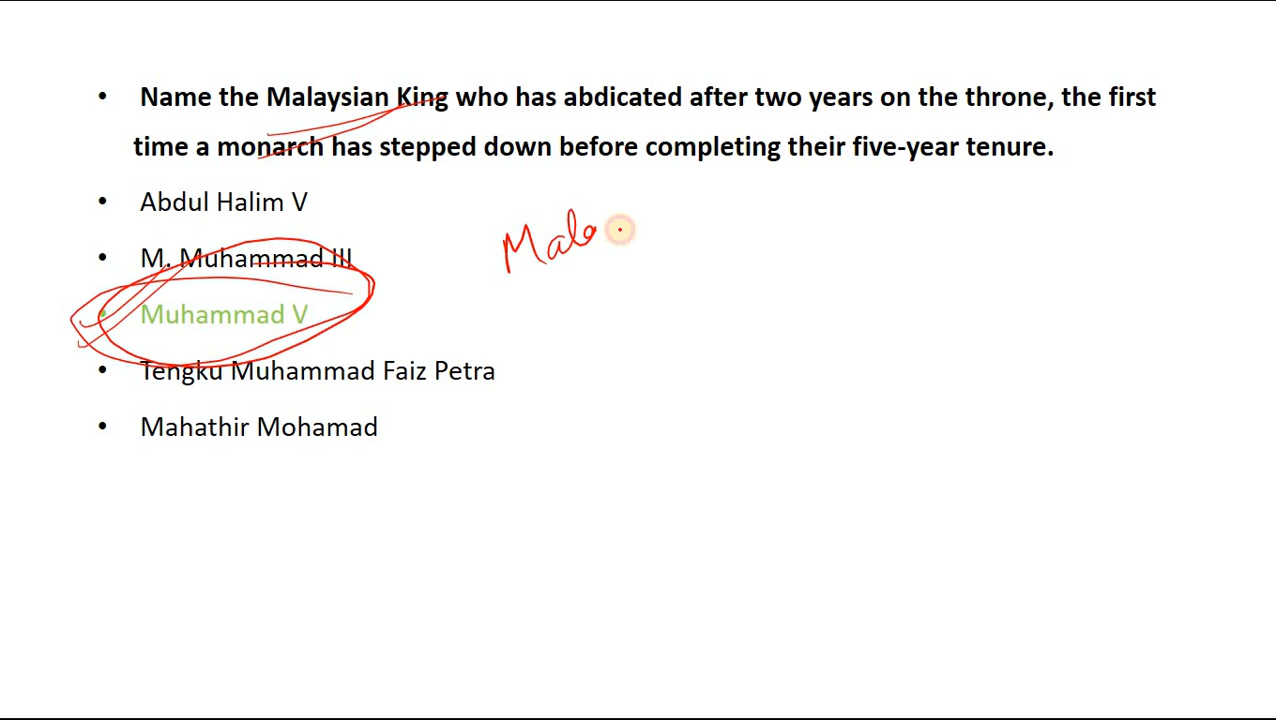 • Name the Malaysian King who has abdicated after two years on the throne, the first
time a monarch has stepped down before completing their five-year tenure.
• Abdul Halim V
• M. Muhammad III
• Muhammad V
• Tengku Muhammad Faiz Petra
• Mahathir Mohamad
Mala